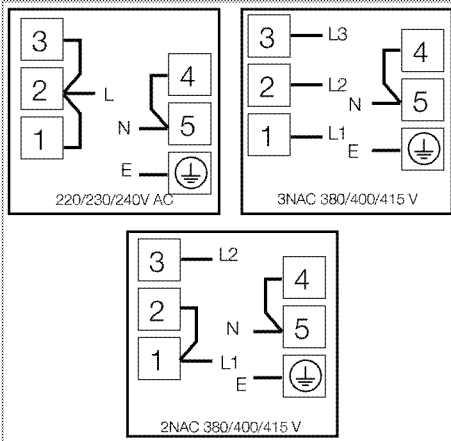 3
2 L
1
4
N 5
E
220/230/240V AC
3 L3
2 L2
1 L1
4
N 5
E
3NAC 380/400/415 V
3 L2
2
1 L1
4
N 5
E
2NAC 380/400/415 V